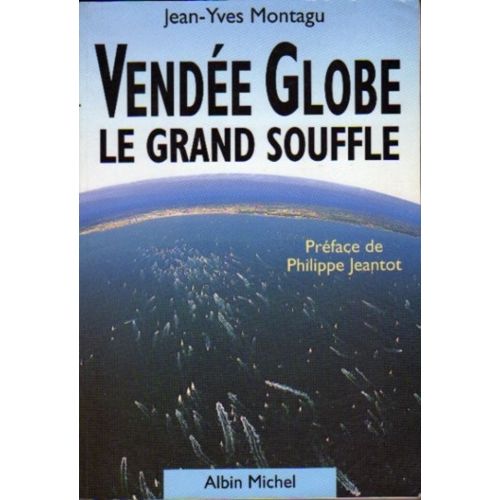 Jean-Yves Montagu
VENDÉE GLOBE
LE GRAND SOUFFLE
Préface de
Philippe Jeantot
Albin Michel